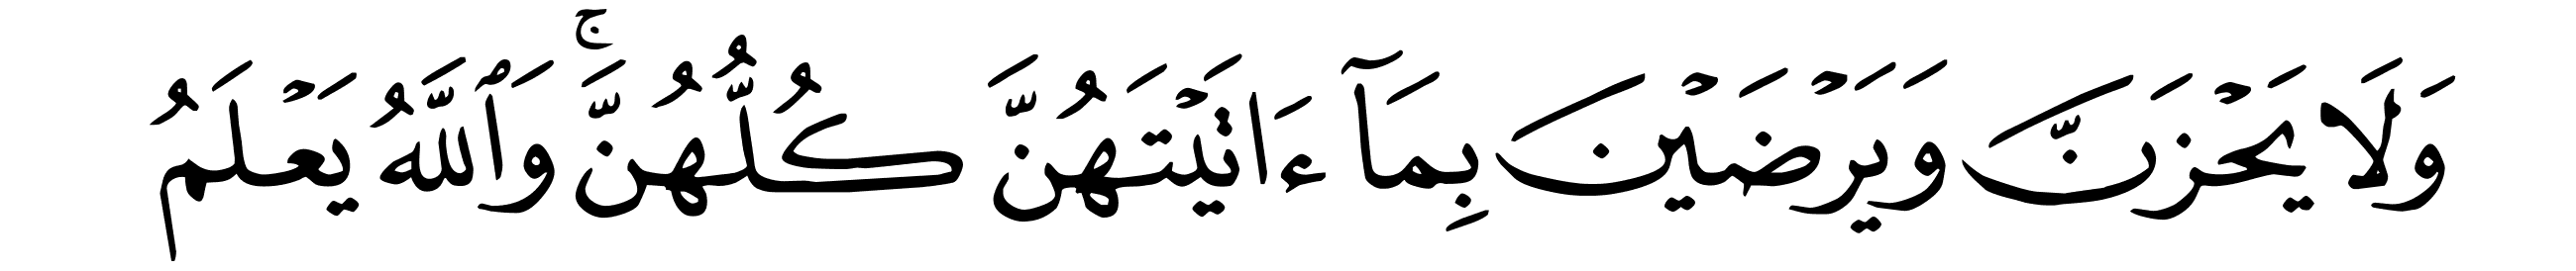 وَلَا يَحْزَنَّ وَيَرْضَيْنَ بِمَآ ءَاتَيْتَهُنَّ كُلُّهُنَّ ۚ وَٱللَّهُ يَعْلَمُ